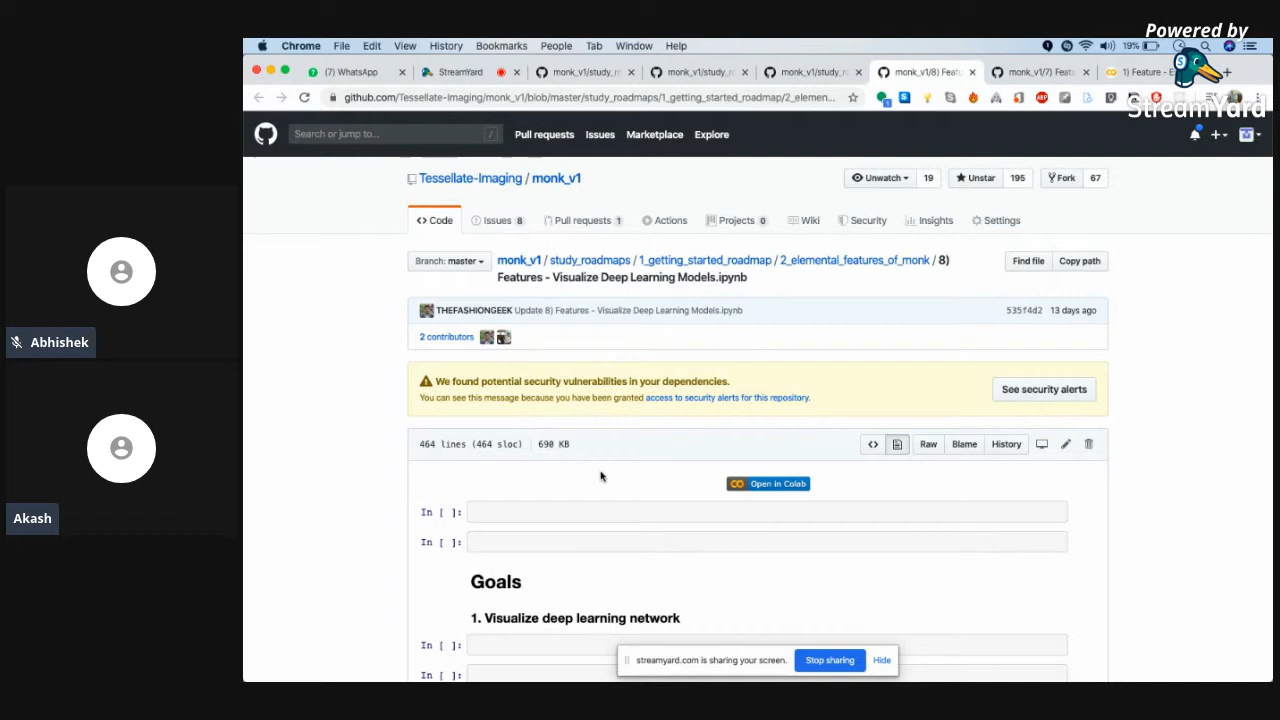 Powered by
StreamYard
Chrome File Edit View History Bookmarks People Tab Window Help 19%
(7) WhatsApp × StreamYard × monk_v1/study_m × monk_v1/study_ro × monk_v1/study_ro × monk_v1/8) Featu × monk_v1/7) Featu × 1) Feature - E
github.com/Tessellate-Imaging/monk_v1/blob/master/study_roadmaps/1_getting_started_roadmap/2_elemen...
Search or jump to... / Pull requests Issues Marketplace Explore
Tessellate-Imaging / monk_v1 Unwatch 19 Unstar 195 Fork 67
Code Issues 8 Pull requests 1 Actions Projects 0 Wiki Security Insights Settings
Branch: master monk_v1 / study_roadmaps / 1_getting_started_roadmap / 2_elemental_features_of_monk / 8) Find file Copy path
Features - Visualize Deep Learning Models.ipynb
THEFASHIONGEEK Update 8) Features - Visualize Deep Learning Models.ipynb 535f4d2 13 days ago
2 contributors
We found potential security vulnerabilities in your dependencies.
You can see this message because you have been granted access to security alerts for this repository.
See security alerts
464 lines (464 sloc) 690 KB <> Raw Blame History
Open in Colab
In [ ]:
In [ ]:
Goals
1. Visualize deep learning network
In [ ]:
In [ ]:
streamyard.com is sharing your screen. Stop sharing Hide
Abhishek
Akash